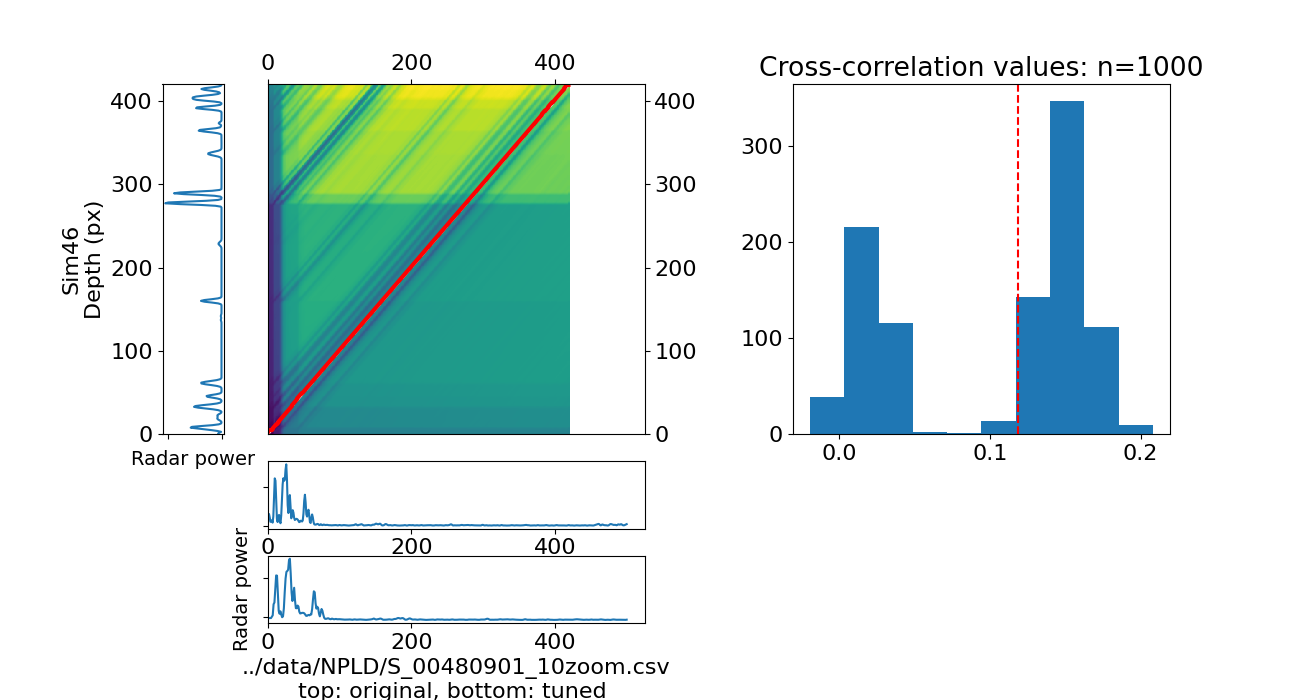 Cross-correlation values: n=1000
0 200 400
400
300
200
100
0
Sim46
Depth (px)
Radar power
400
300
200
100
0
300
200
100
0
0.0 0.1 0.2
0 200 400
Radar power
0 200 400
../data/NPLD/S_00480901_10zoom.csv
top: original, bottom: tuned